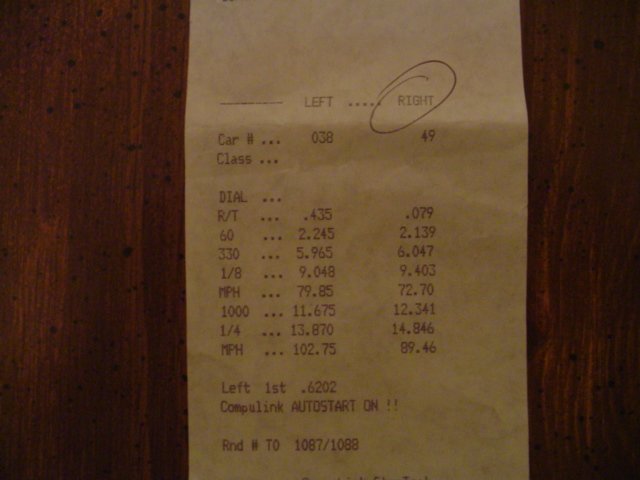 LEFT ..... RIGHT
Car # ... 038 49
Class ...
DIAL ...
R/T ... .435 .079
60 ... 2.245 2.139
330 ... 5.965 6.047
1/8 ... 9.048 9.403
MPH ... 79.85 72.70
1000 ... 11.675 12.341
1/4 ... 13.870 14.846
MPH ... 102.75 89.46
Left 1st .6202
Compulink AUTOSTART ON !!
Rnd # TO 1087/1088